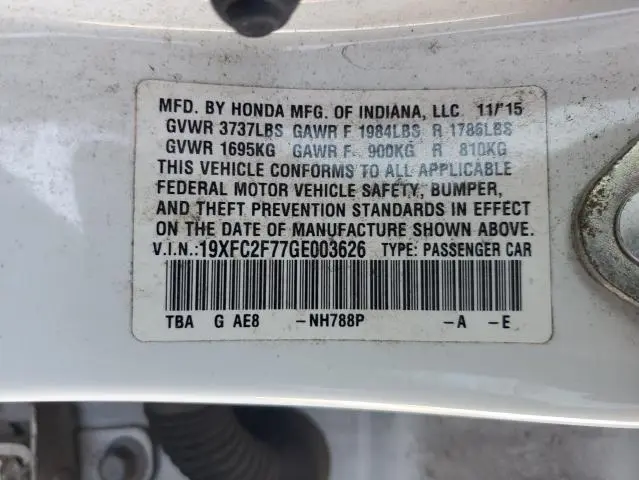 MFD. BY HONDA MFG. OF INDIANA, LLC. 11/'15
GVWR 3737LBS GAWR F 1984LBS R 1786LBS
GVWR 1695KG GAWR F 900KG R 810KG
THIS VEHICLE CONFORMS TO ALL APPLICABLE
FEDERAL MOTOR VEHICLE SAFETY, BUMPER,
AND THEFT PREVENTION STANDARDS IN EFFECT
ON THE DATE OF MANUFACTURE SHOWN ABOVE.
V.I.N.:19XFC2F77GE003626 TYPE: PASSENGER CAR
TBA G AE8 -NH788P -A -E